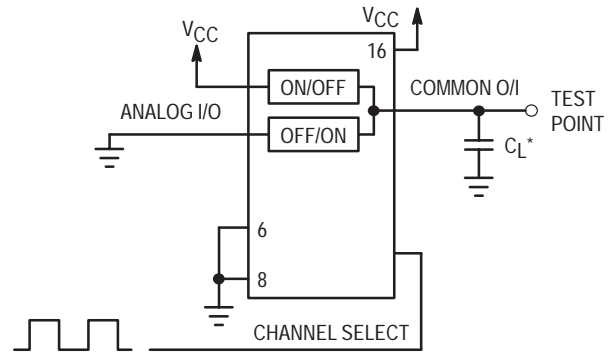 VCC
VCC
16
ON/OFF
COMMON O/I
TEST
POINT
ANALOG I/O
OFF/ON
CL*
6
8
CHANNEL SELECT